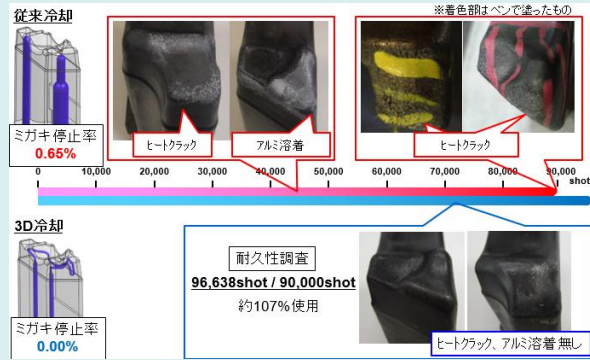 従来冷却
※着色部はペンで塗ったもの
ミガキ停止率
0.65%
ヒートクラック
アルミ溶着
ヒートクラック
0 10,000 20,000 30,000 40,000 50,000 60,000 70,000 80,000 90,000
shot
3D冷却
ミガキ停止率
0.00%
耐久性調査
96,638shot / 90,000shot
約107%使用
ヒートクラック、アルミ溶着無し